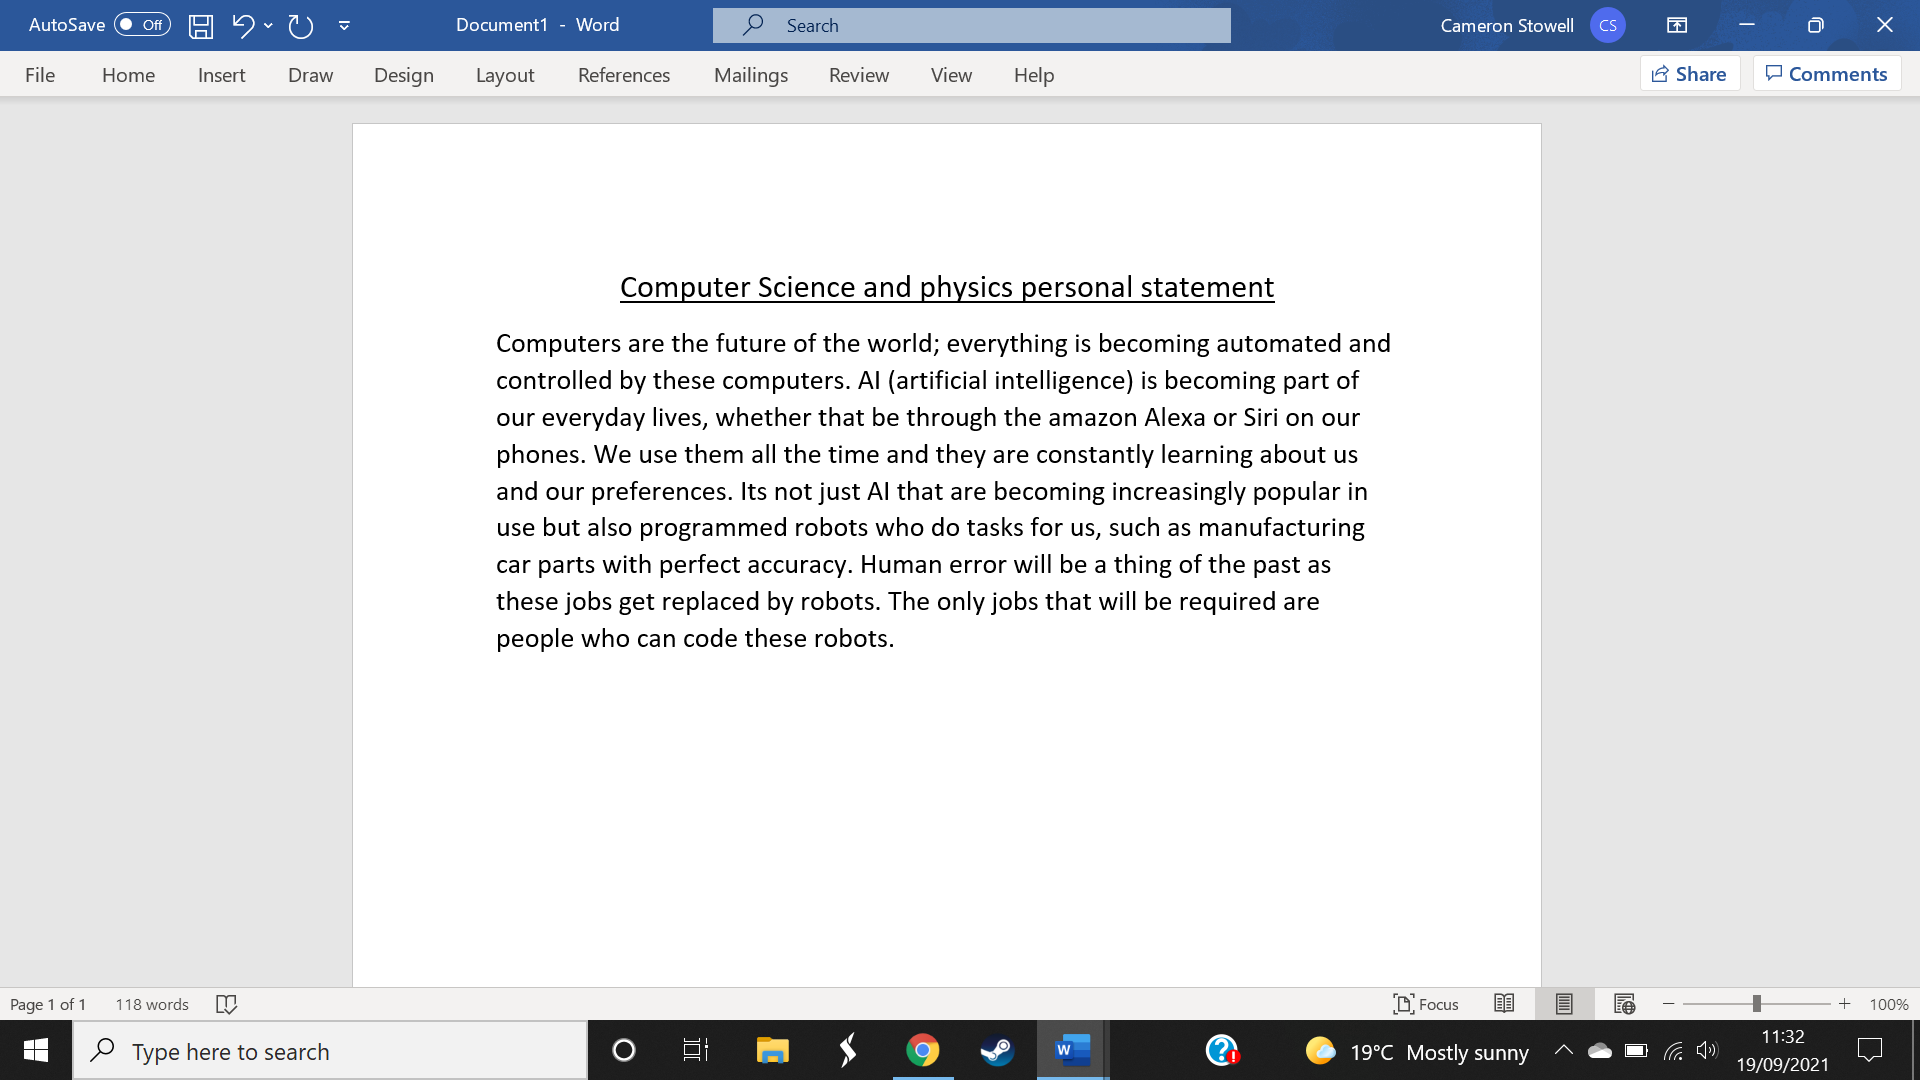 AutoSave Off Document1 - Word Search Cameron Stowell CS
File Home Insert Draw Design Layout References Mailings Review View Help Share Comments
Computer Science and physics personal statement
Computers are the future of the world; everything is becoming automated and
controlled by these computers. AI (artificial intelligence) is becoming part of
our everyday lives, whether that be through the amazon Alexa or Siri on our
phones. We use them all the time and they are constantly learning about us
and our preferences. Its not just AI that are becoming increasingly popular in
use but also programmed robots who do tasks for us, such as manufacturing
car parts with perfect accuracy. Human error will be a thing of the past as
these jobs get replaced by robots. The only jobs that will be required are
people who can code these robots.
Page 1 of 1 118 words Focus 100%
Type here to search W 19°C Mostly sunny 11:32
19/09/2021